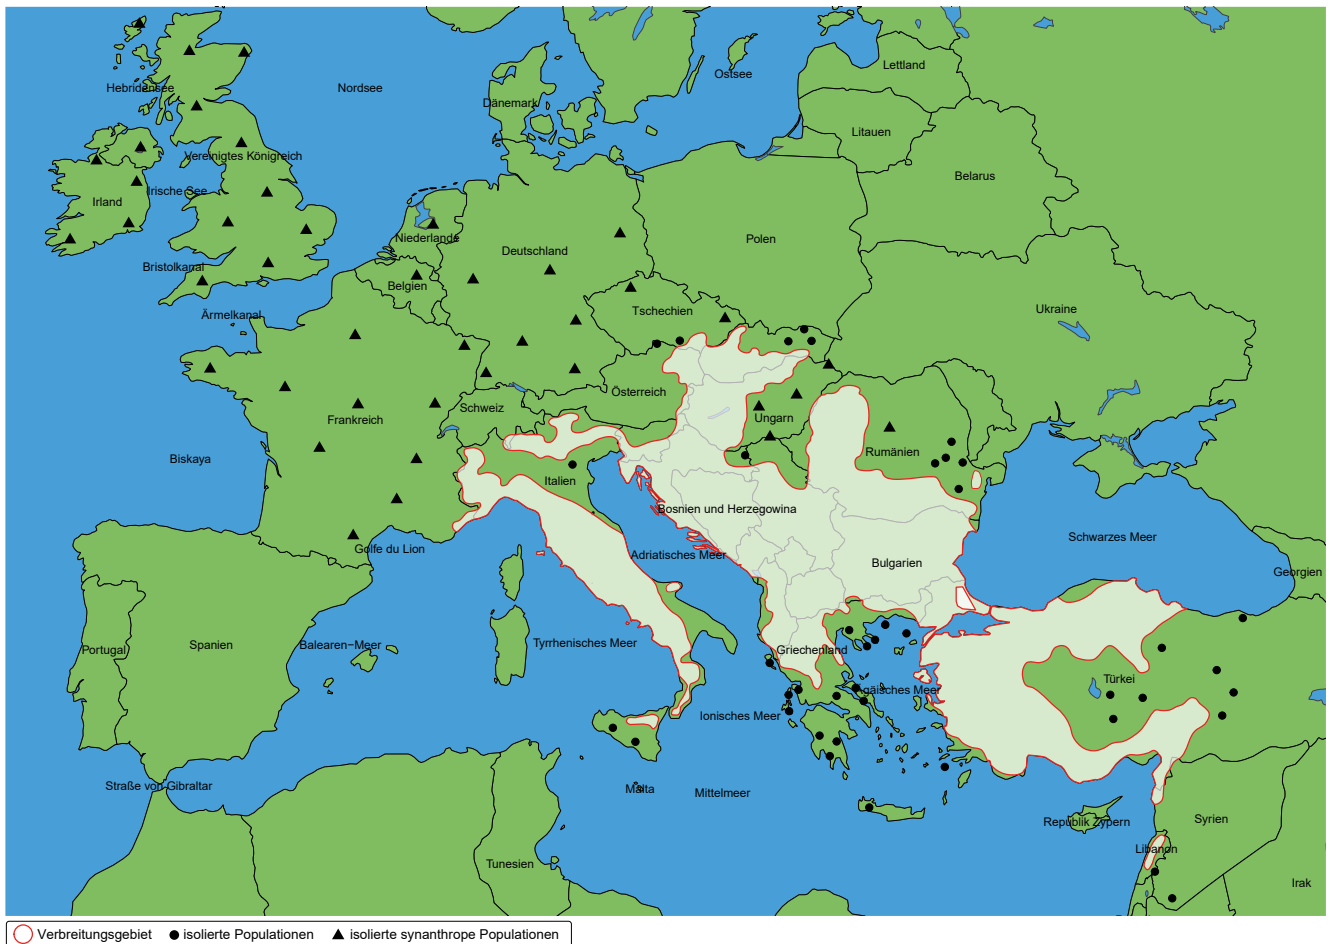 Lettland
Ostsee
Hebridensee
Nordsee
Dänemark
Litauen
Vereinigtes Königreich
Belarus
Irische See
Irland
Niederlande
Polen
Deutschland
Bristolkanal
Belgien
Ukraine
Ärmelkanal
Tschechien
Österreich
Schweiz
Frankreich
Ungarn
Rumänien
Biskaya
Italien
Bosnien und Herzegowina
Schwarzes Meer
Golfe du Lion
Adriatisches Meer
Bulgarien
Georgien
Portugal
Spanien
Balearen−Meer
Tyrrhenisches Meer
Griechenland
Türkei
Ägäisches Meer
Ionisches Meer
Straße von Gibraltar
Malta
Mittelmeer
Republik Zypern
Syrien
Libanon
Tunesien
Irak
Verbreitungsgebiet
isolierte Populationen
isolierte synanthrope Populationen